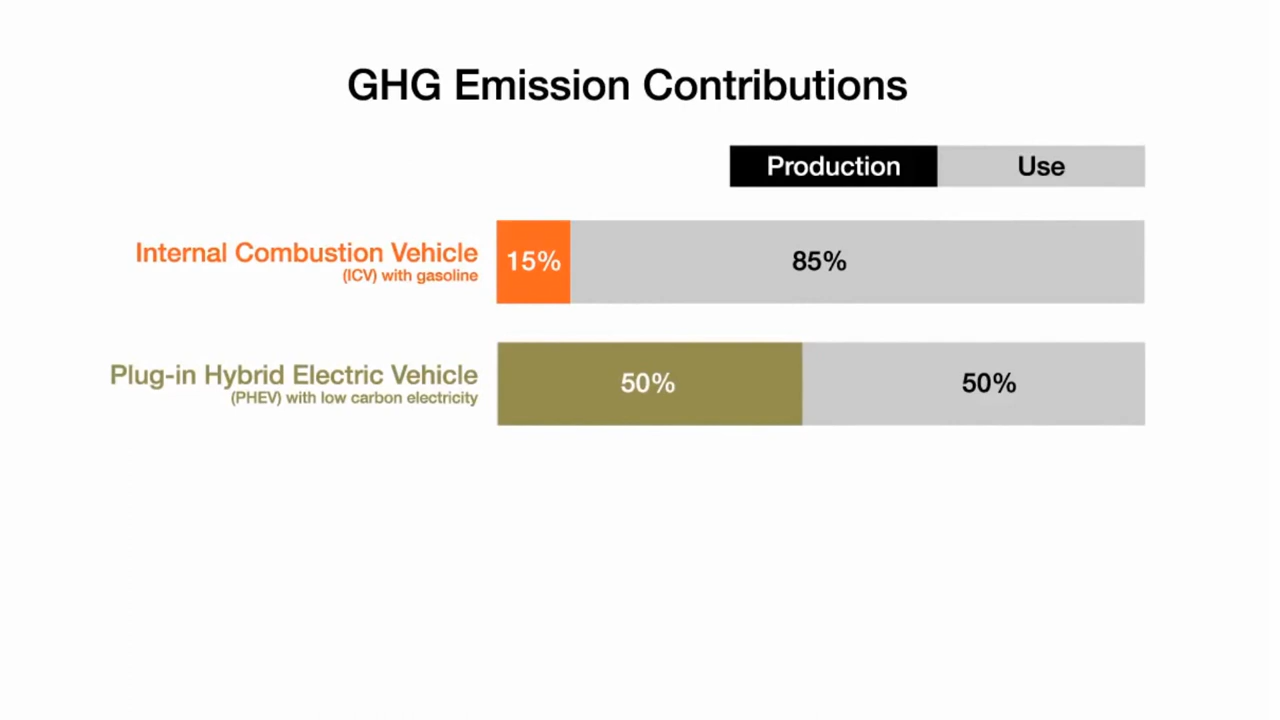 GHG Emission Contributions
Production Use
Internal Combustion Vehicle
(ICV) with gasoline
15% 85%
Plug-in Hybrid Electric Vehicle
(PHEV) with low carbon electricity
50% 50%